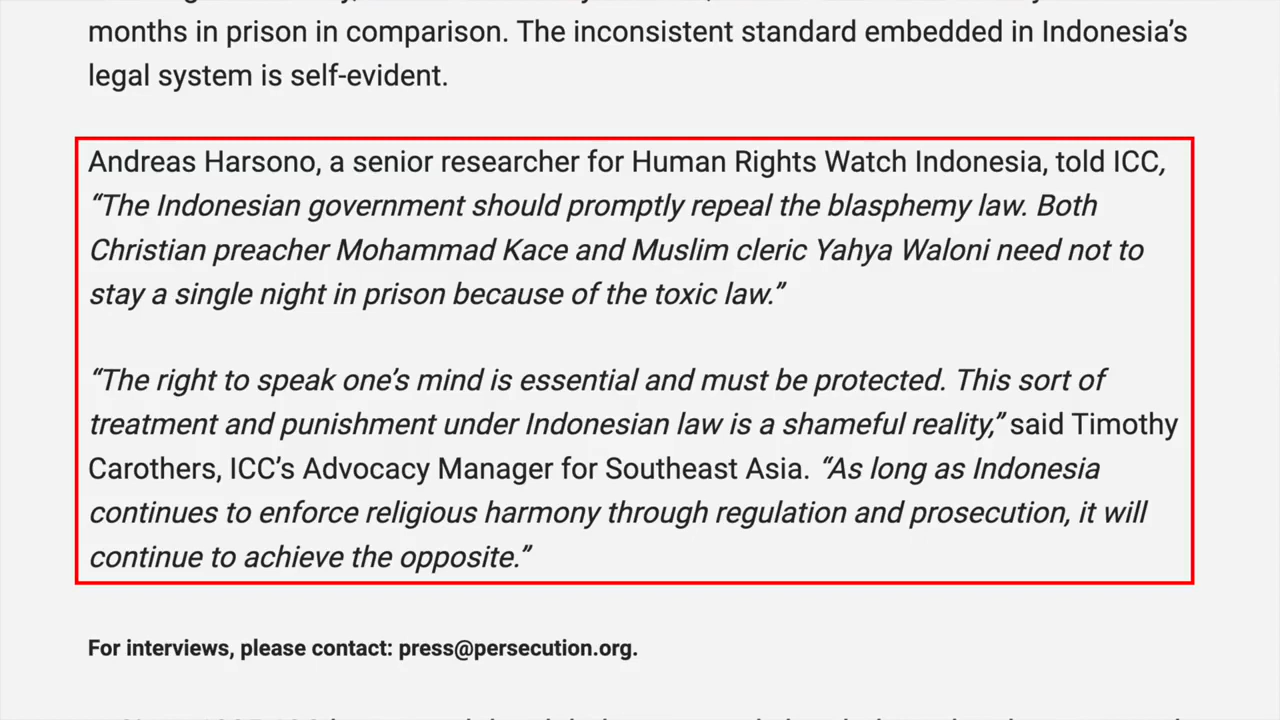 months in prison in comparison. The inconsistent standard embedded in Indonesia’s
legal system is self-evident.
Andreas Harsono, a senior researcher for Human Rights Watch Indonesia, told ICC,
“The Indonesian government should promptly repeal the blasphemy law. Both
Christian preacher Mohammad Kace and Muslim cleric Yahya Waloni need not to
stay a single night in prison because of the toxic law.”
“The right to speak one’s mind is essential and must be protected. This sort of
treatment and punishment under Indonesian law is a shameful reality,” said Timothy
Carothers, ICC’s Advocacy Manager for Southeast Asia. “As long as Indonesia
continues to enforce religious harmony through regulation and prosecution, it will
continue to achieve the opposite.”
For interviews, please contact: press@persecution.org.